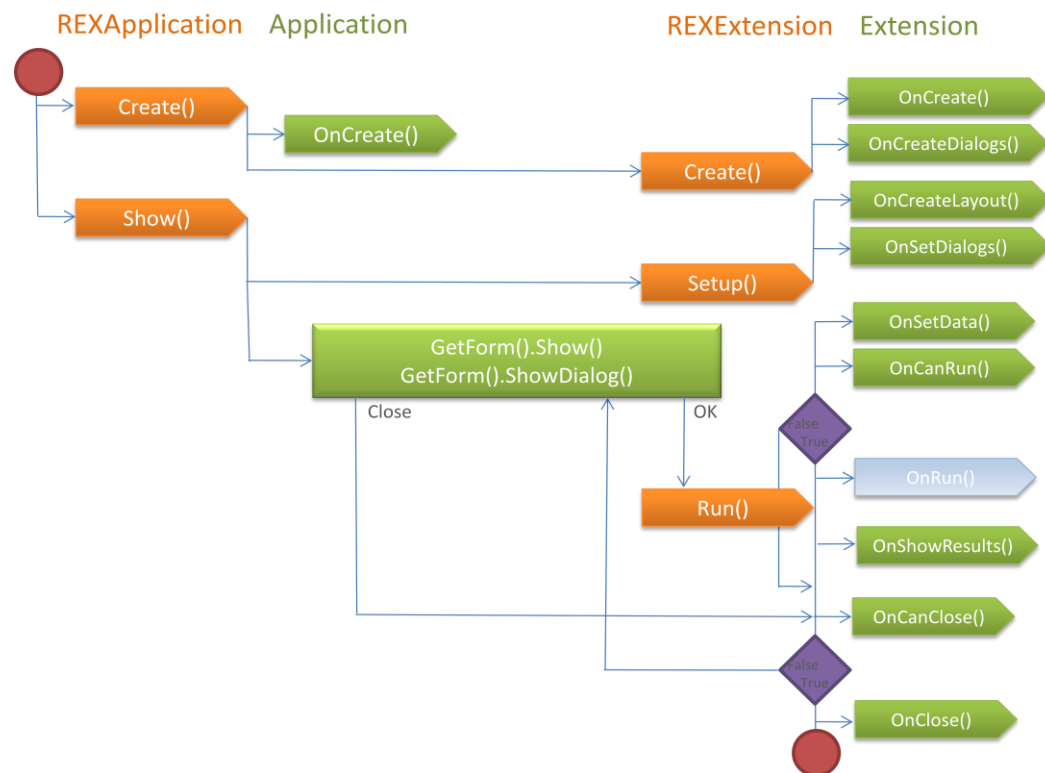 REXApplication Application REXExtension Extension
Create()
OnCreate()
OnCreate()
OnCreateDialogs()
Create()
Show()
OnCreateLayout()
OnSetDialogs()
Setup()
OnSetData()
GetForm().Show()
GetForm().ShowDialog()
OnCanRun()
Close
OK
False
True
OnRun()
Run()
OnShowResults()
OnCanClose()
False
True
OnClose()